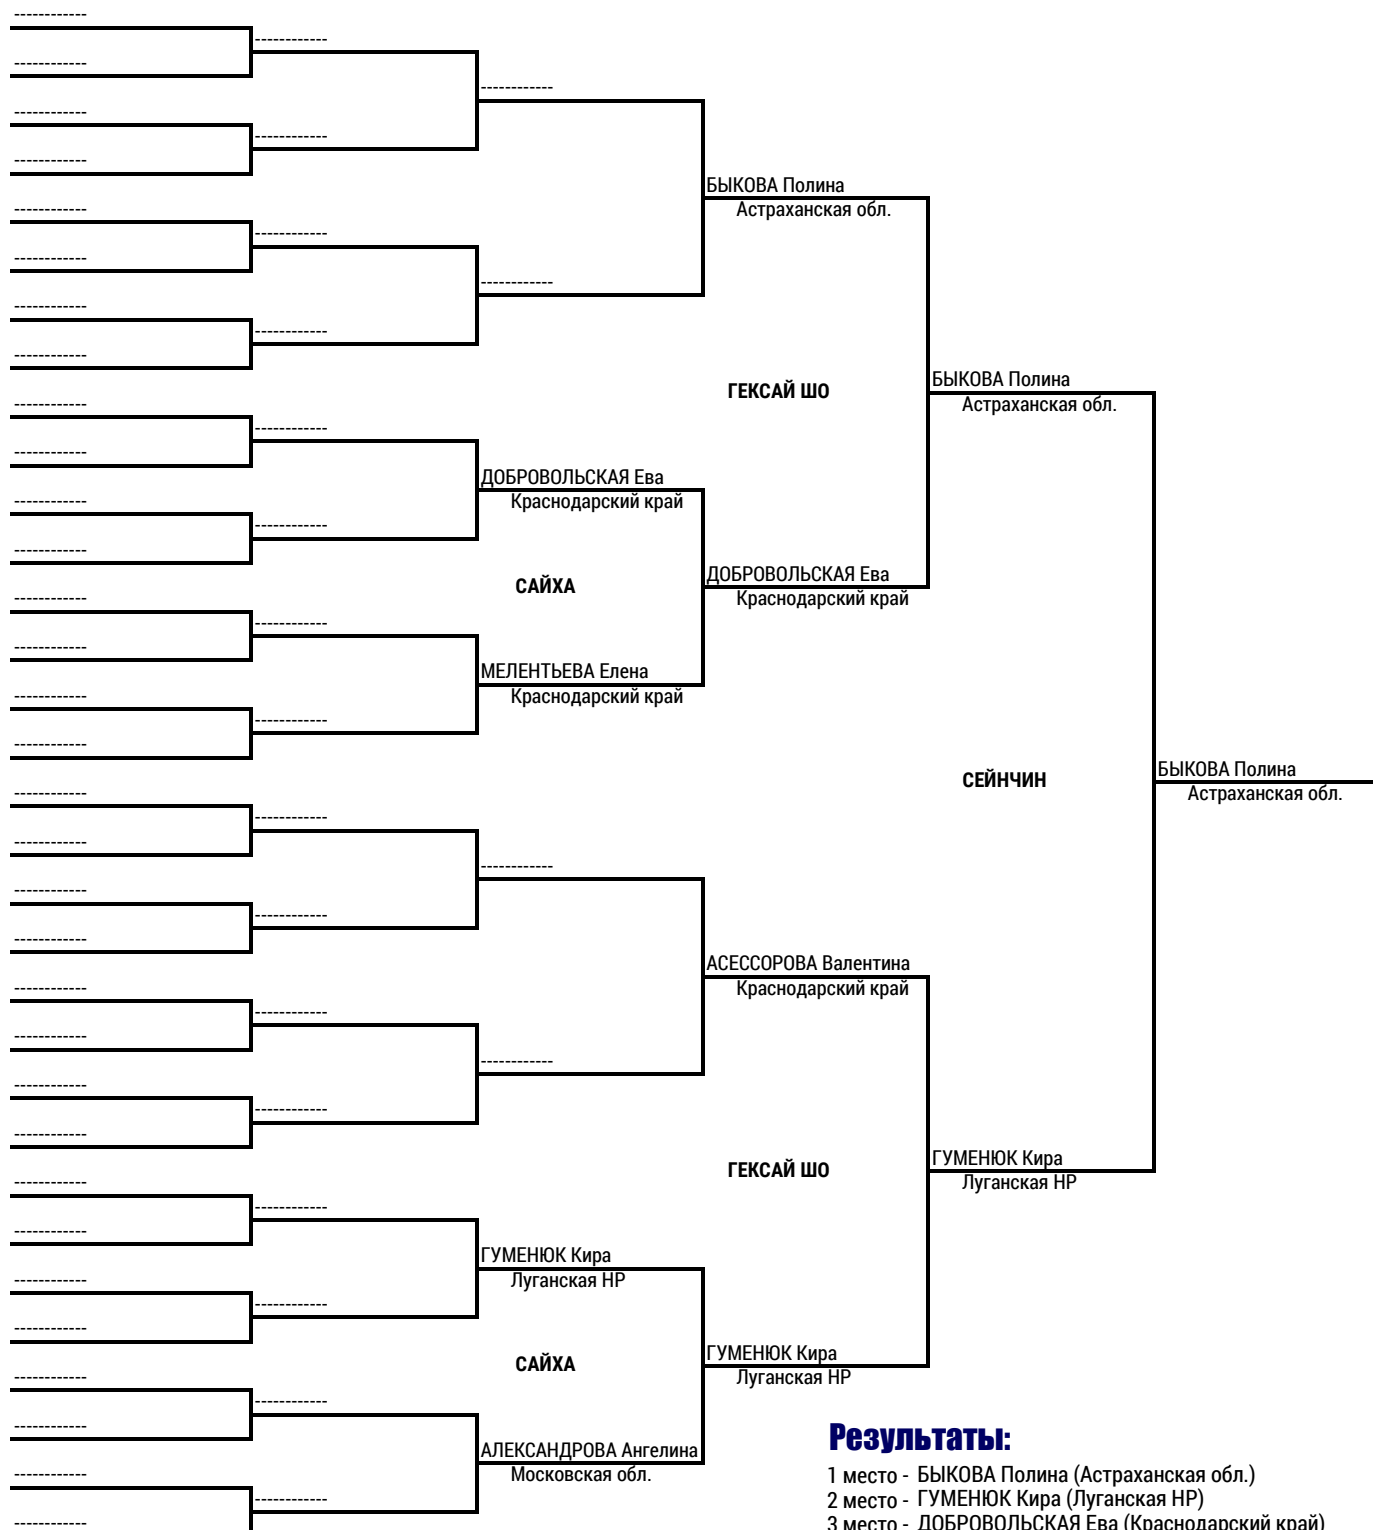 ------------
------------
------------
------------
------------
------------
------------
БЫКОВА Полина
Астраханская обл.
------------
------------
------------
------------
------------
------------
------------
БЫКОВА Полина
ГЕКСАЙ ШО
Астраханская обл.
------------
------------
------------
ДОБРОВОЛЬСКАЯ Ева
Краснодарский край
------------
------------
------------
ДОБРОВОЛЬСКАЯ Ева
САЙХА
Краснодарский край
------------
------------
------------
МЕЛЕНТЬЕВА Елена
Краснодарский край
------------
------------
------------
БЫКОВА Полина
СЕЙНЧИН
Астраханская обл.
------------
------------
------------
------------
------------
------------
------------
АСЕССОРОВА Валентина
Краснодарский край
------------
------------
------------
------------
------------
------------
------------
ГУМЕНЮК Кира
ГЕКСАЙ ШО
Луганская НР
------------
------------
------------
ГУМЕНЮК Кира
Луганская НР
------------
------------
------------
ГУМЕНЮК Кира
САЙХА
Луганская НР
------------
------------
------------
АЛЕКСАНДРОВА Ангелина
Московская обл.
------------
------------
------------
Результаты:
1 место - БЫКОВА Полина (Астраханская обл.)
2 место - ГУМЕНЮК Кира (Луганская НР)
3 место - ДОБРОВОЛЬСКАЯ Ева (Краснодарский край)